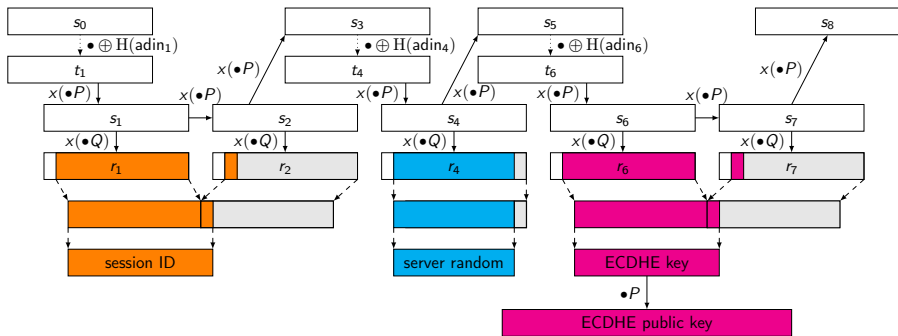 s₀ s₃ s₅ s₈
• ⊕ H(adin₁) • ⊕ H(adin₄) • ⊕ H(adin₆)
t₁ x(•P) t₄ t₆ x(•P)
x(•P) x(•P) x(•P) x(•P) x(•P) x(•P)
s₁ s₂ s₄ s₆ s₇
x(•Q) x(•Q) x(•Q) x(•Q) x(•Q)
r₁ r₂ r₄ r₆ r₇
session ID server random ECDHE key
•P
ECDHE public key